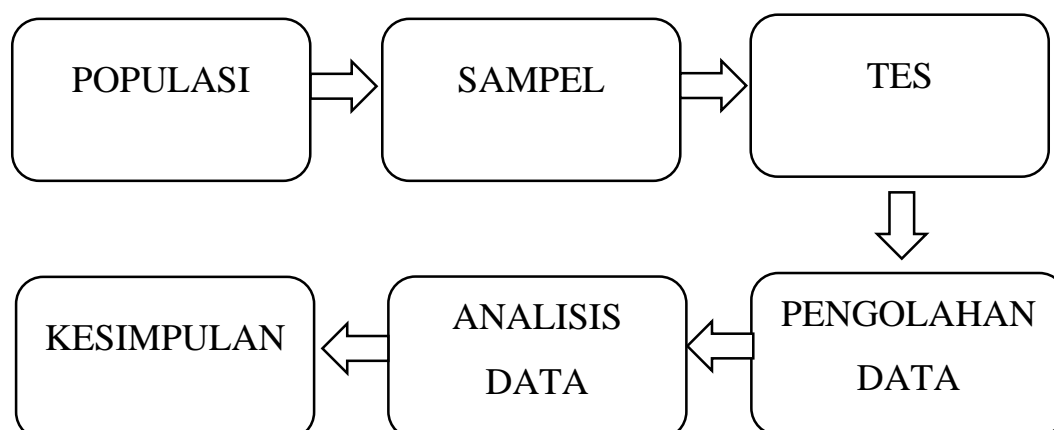 POPULASI
SAMPEL
TES
PENGOLAHAN
DATA
ANALISIS
DATA
KESIMPULAN